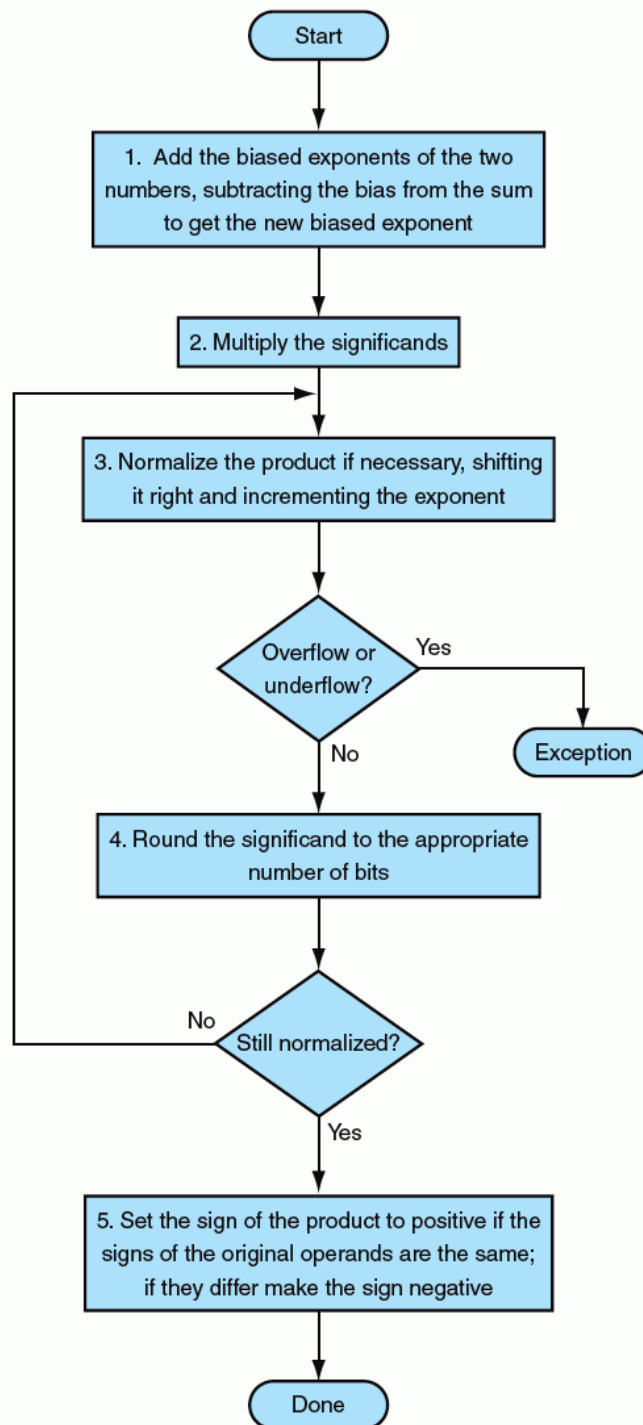 Start
1. Add the biased exponents of the two
numbers, subtracting the bias from the sum
to get the new biased exponent
2. Multiply the significands
3. Normalize the product if necessary, shifting
it right and incrementing the exponent
Overflow or
underflow?
Yes
Exception
No
4. Round the significand to the appropriate
number of bits
No
Still normalized?
Yes
5. Set the sign of the product to positive if the
signs of the original operands are the same;
if they differ make the sign negative
Done